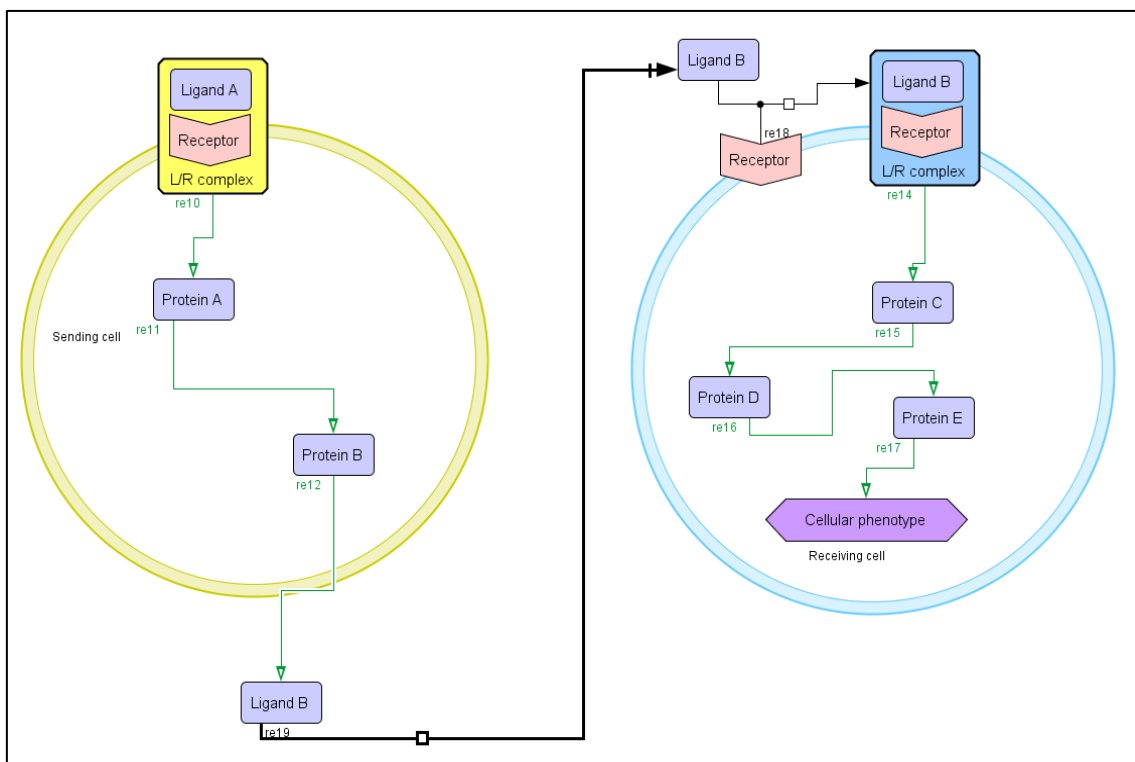 Ligand A
Receptor
L/R complex
re10
Protein A
re11
Sending cell
Protein B
re12
Ligand B
re19
Ligand B
re18
Receptor
Ligand B
Receptor
L/R complex
re14
Protein C
re15
Protein D
re16
Protein E
re17
Cellular phenotype
Receiving cell